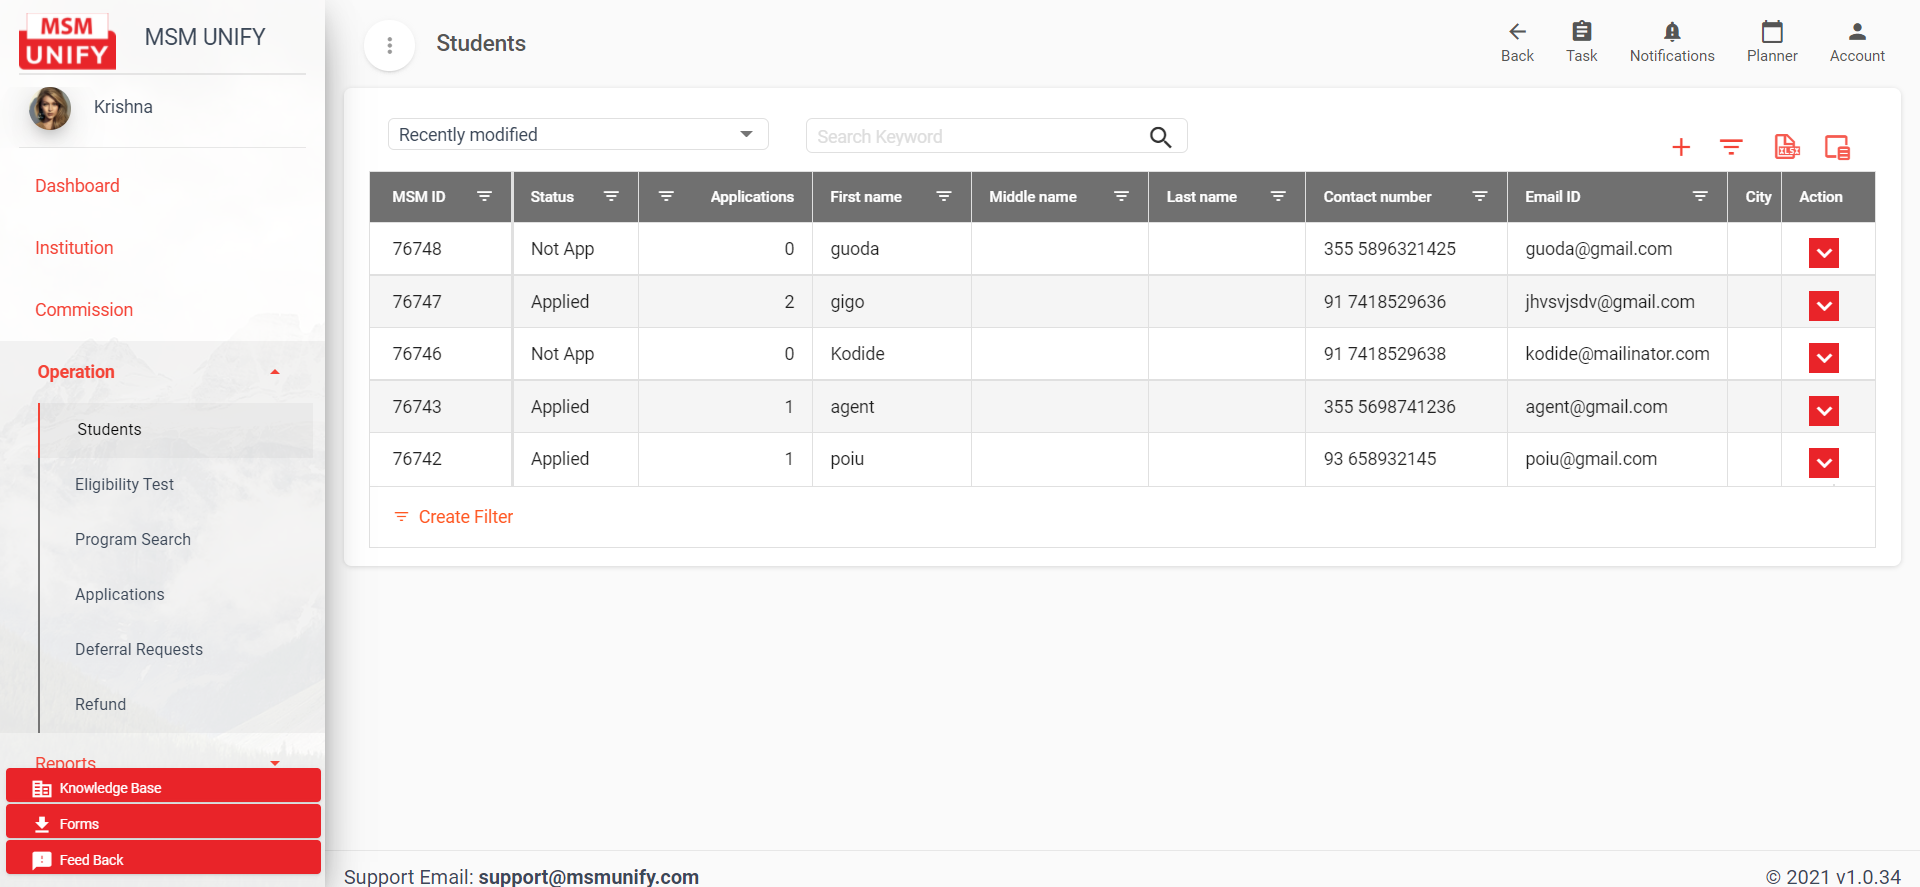 MSM
UNIFY
MSM UNIFY
Krishna
Dashboard
Institution
Commission
Operation
Students
Eligibility Test
Program Search
Applications
Deferral Requests
Refund
Reports
Knowledge Base
Forms
Feed Back
Students
Back Task Notifications Planner Account
Recently modified Search Keyword
MSM ID Status Applications First name Middle name Last name Contact number Email ID City Action
76748 Not App 0 guoda 355 5896321425 guoda@gmail.com
76747 Applied 2 gigo 91 7418529636 jhvsvjsdv@gmail.com
76746 Not App 0 Kodide 91 7418529638 kodide@mailinator.com
76743 Applied 1 agent 355 5698741236 agent@gmail.com
76742 Applied 1 poiu 93 658932145 poiu@gmail.com
Create Filter
Support Email: support@msmunify.com © 2021 v1.0.34